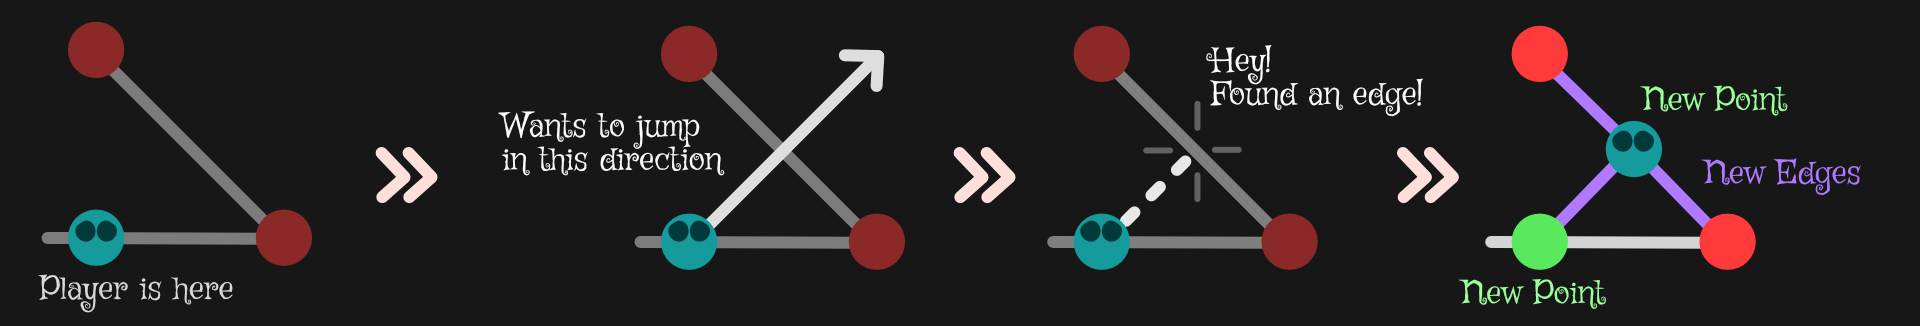 Player is here
Wants to jump
in this direction
Hey!
Found an edge!
New Point
New Edges
New Point